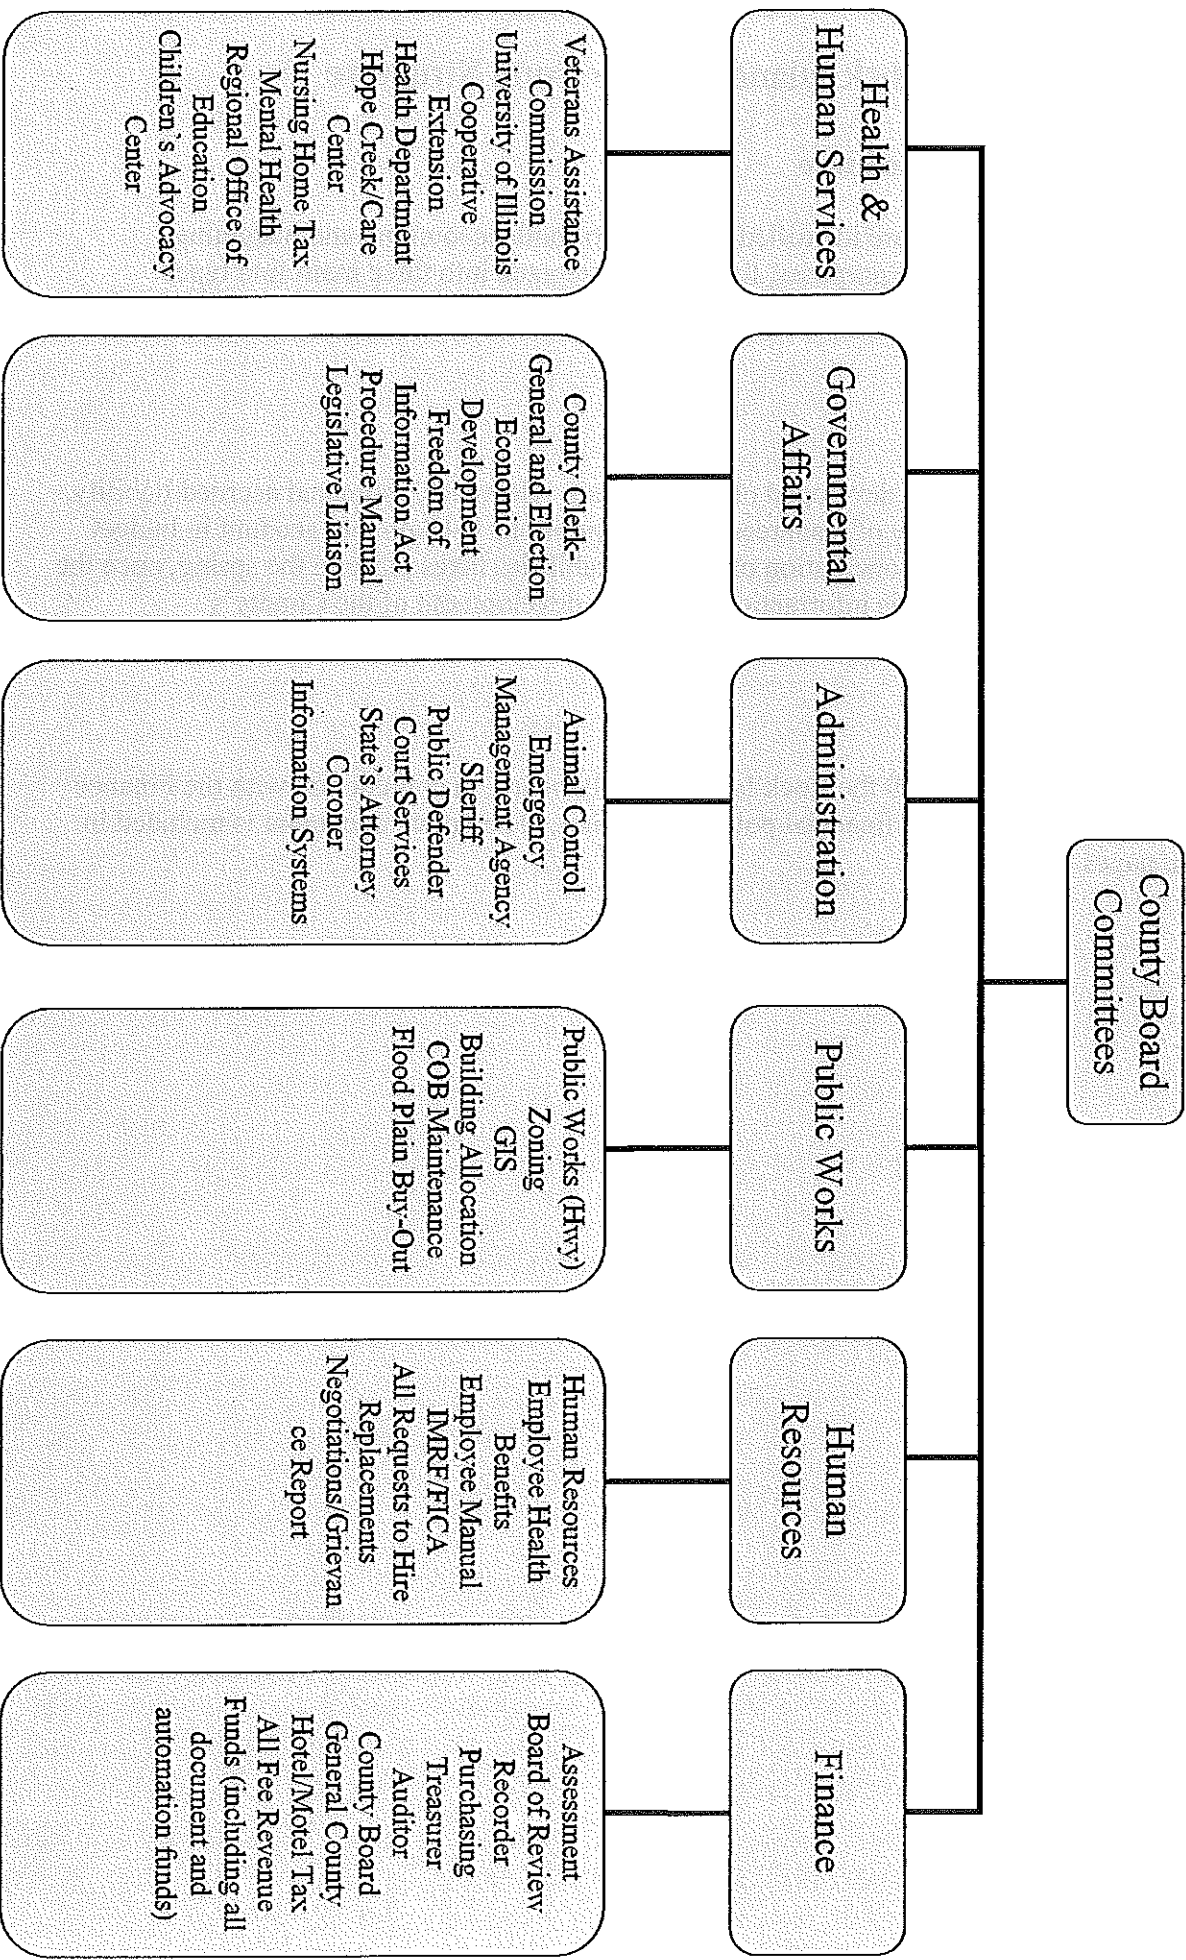 County Board
Committees
Health &
Human Services
Governmental
Affairs
Administration
Public Works
Human
Resources
Finance
Veterans Assistance
Commission
University of Illinois
Cooperative
Extension
Health Department
Hope Creek/Care
Center
Nursing Home Tax
Mental Health
Regional Office of
Education
Children's Advocacy
Center
County Clerk-
General and Election
Economic
Development
Freedom of
Information Act
Procedure Manual
Legislative Liaison
Animal Control
Emergency
Management Agency
Sheriff
Public Defender
Court Services
State's Attorney
Coroner
Information Systems
Public Works (Hwy)
Zoning
GIS
Building Allocation
COB Maintenance
Flood Plain Buy-Out
Human Resources
Employee Health
Benefits
Employee Manual
IMRF/FICA
All Requests to Hire
Replacements
Negotiations/Grievan
ce Report
Assessment
Board of Review
Recorder
Purchasing
Treasurer
Auditor
County Board
General County
Hotel/Motel Tax
All Fee Revenue
Funds (including all
document and
automation funds)